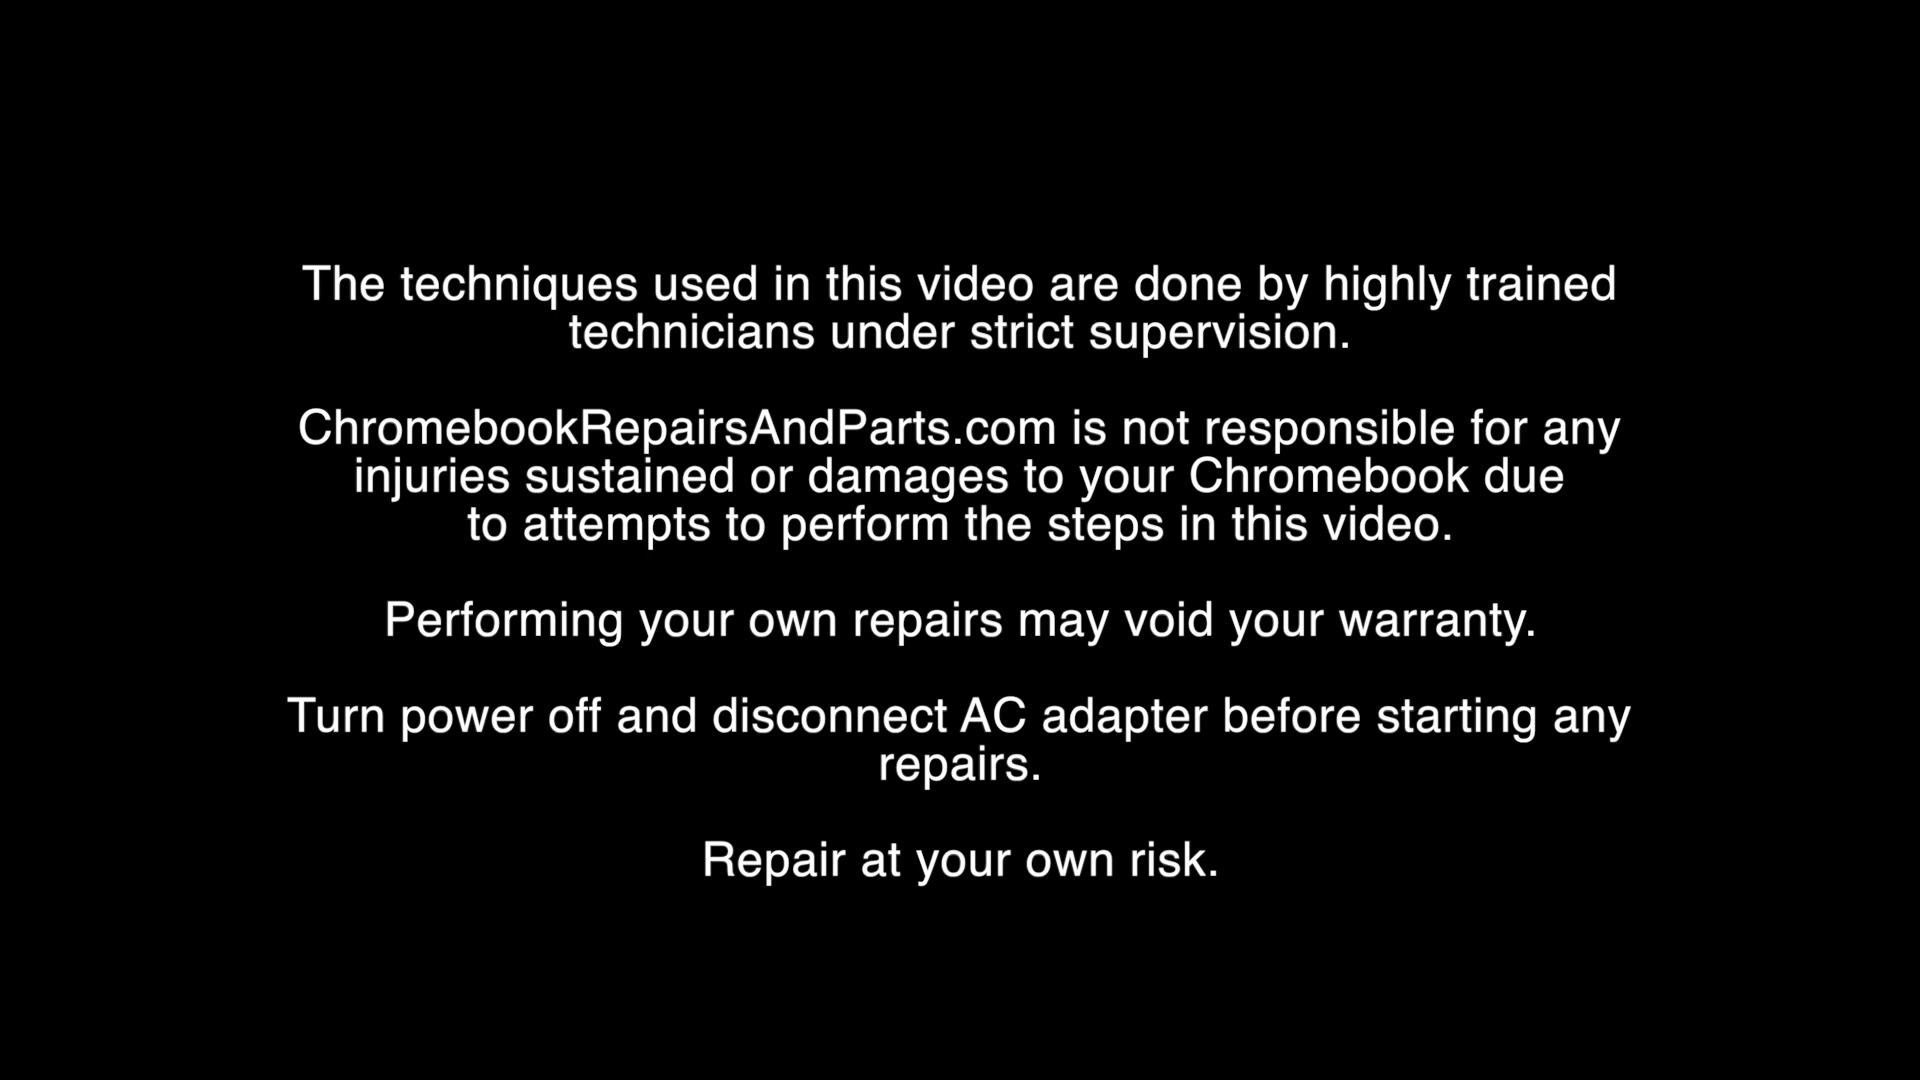 The techniques used in this video are done by highly trained
technicians under strict supervision.
ChromebookRepairsAndParts.com is not responsible for any
injuries sustained or damages to your Chromebook due
to attempts to perform the steps in this video.
Performing your own repairs may void your warranty.
Turn power off and disconnect AC adapter before starting any
repairs.
Repair at your own risk.